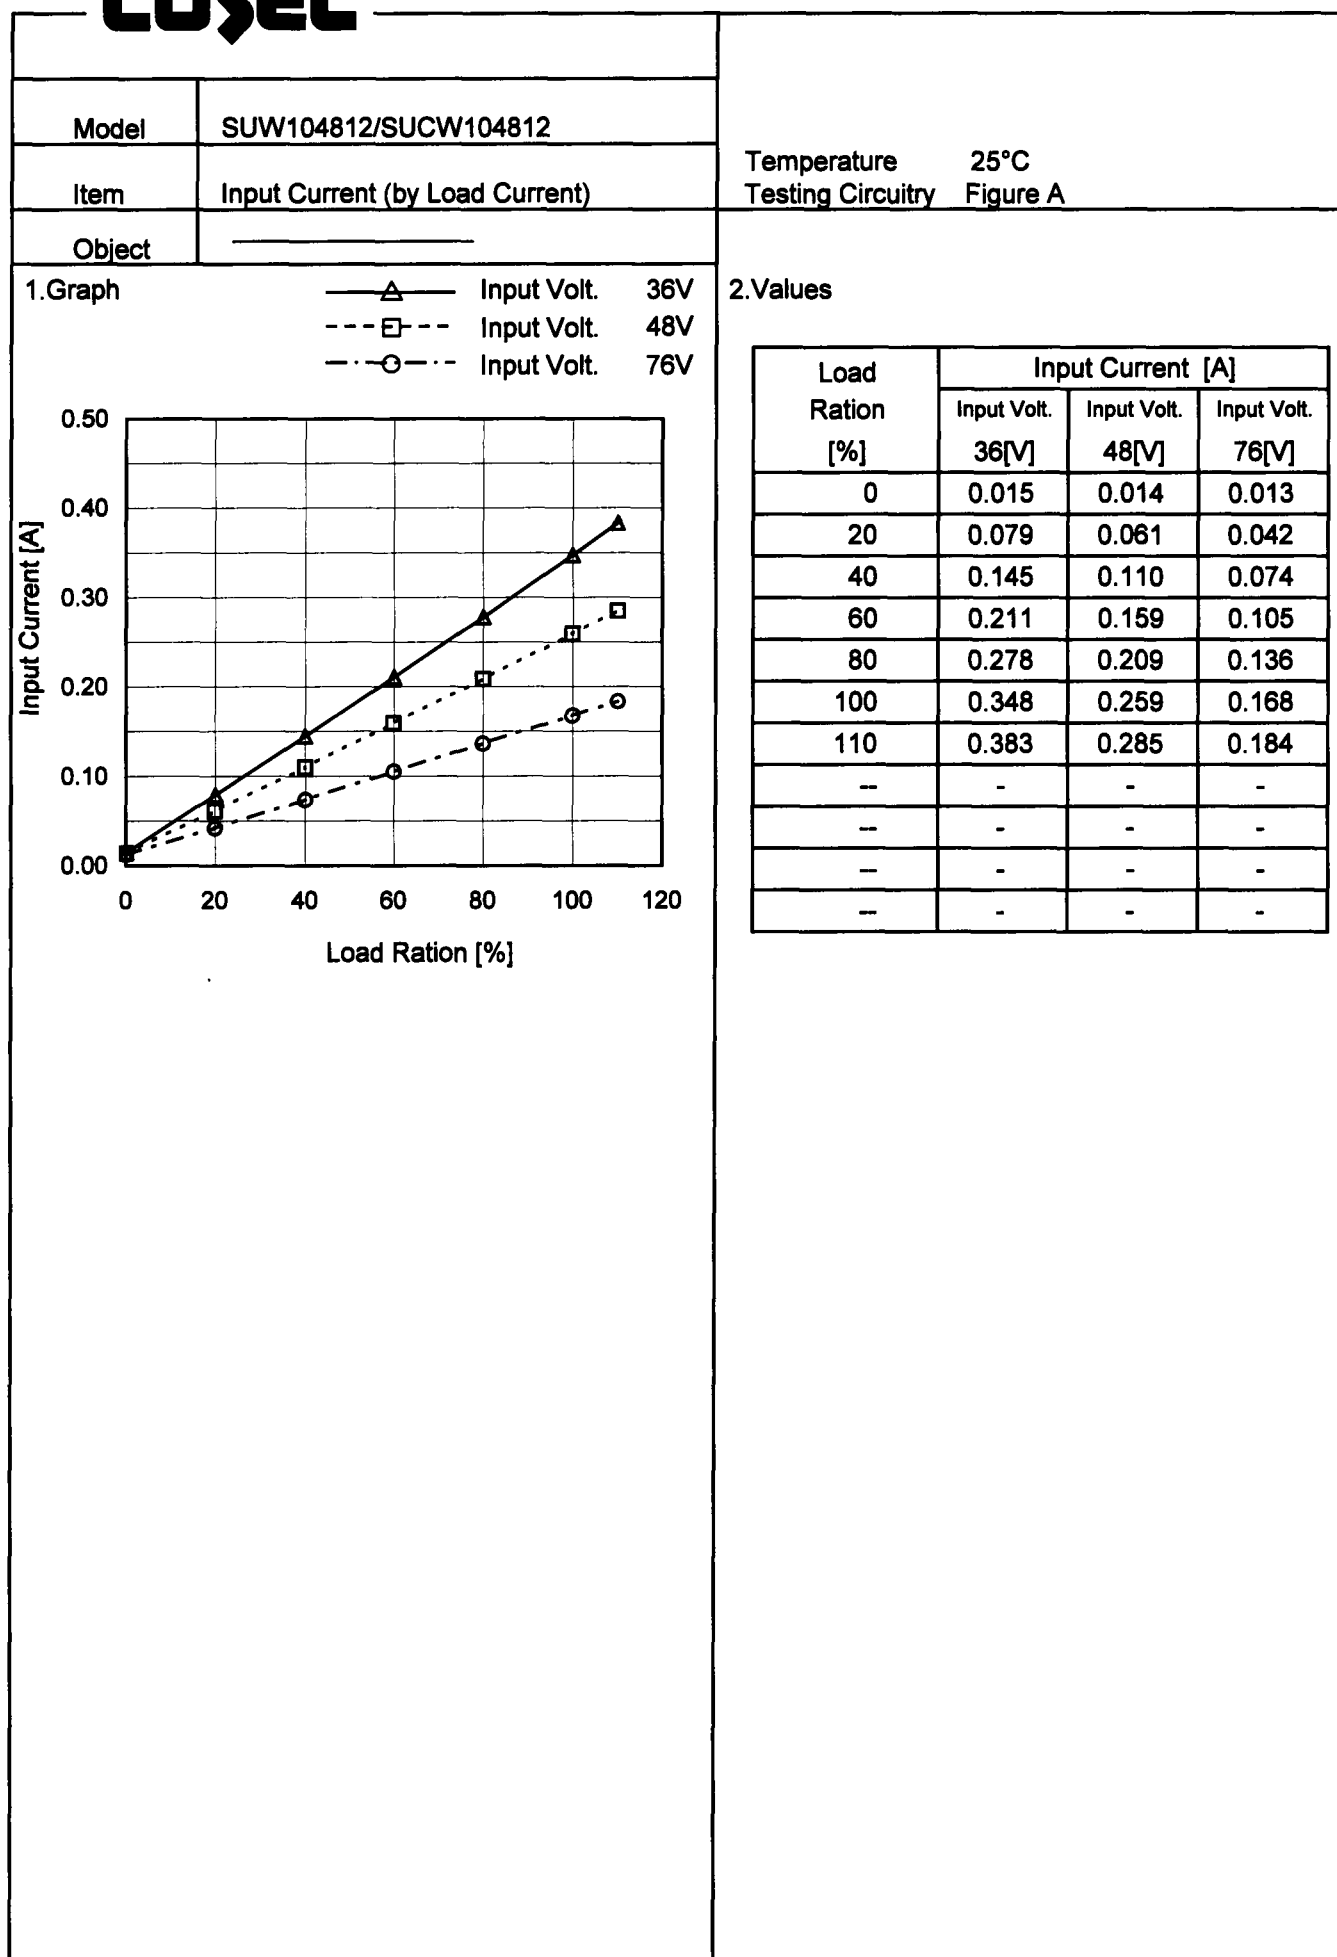 Model SUW104812/SUCW104812
Item Input Current (by Load Current)
Object
Temperature 25°C
Testing Circuitry Figure A
1.Graph
Input Volt. 36V
Input Volt. 48V
Input Volt. 76V
0.50
0.40
0.30
0.20
0.10
0.00
Input Current [A]
0 20 40 60 80 100 120
Load Ration [%]
2.Values
Load Ration [%] Input Current [A]
Input Volt. 36[V] Input Volt. 48[V] Input Volt. 76[V]
0 0.015 0.014 0.013
20 0.079 0.061 0.042
40 0.145 0.110 0.074
60 0.211 0.159 0.105
80 0.278 0.209 0.136
100 0.348 0.259 0.168
110 0.383 0.285 0.184
-- - - -
-- - - -
-- - - -
-- - - -